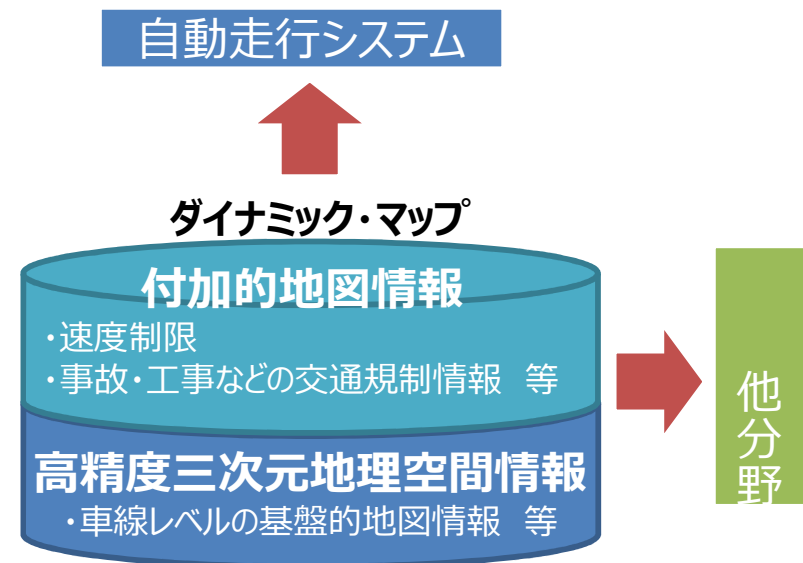 自動走行システム
ダイナミック・マップ
付加的地図情報
・速度制限
・事故・工事などの交通規制情報 等
高精度三次元地理空間情報
・車線レベルの基盤的地図情報 等
他分野